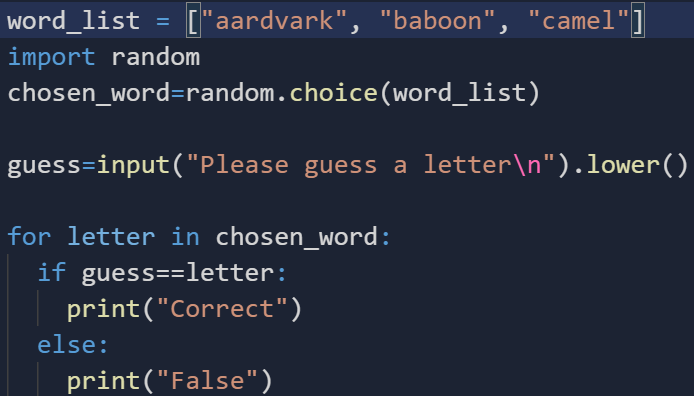 word_list = ["aardvark", "baboon", "camel"]
import random
chosen_word=random.choice(word_list)

guess=input("Please guess a letter\n").lower()

for letter in chosen_word:
  if guess==letter:
    print("Correct")
  else:
    print("False")